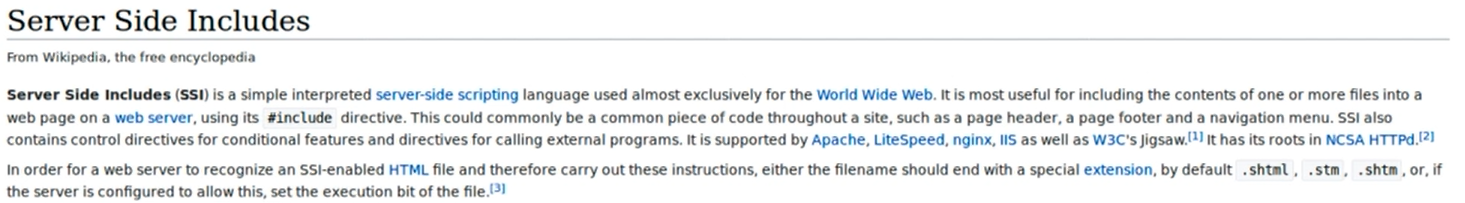 Server Side Includes
From Wikipedia, the free encyclopedia
Server Side Includes (SSI) is a simple interpreted server-side scripting language used almost exclusively for the World Wide Web. It is most useful for including the contents of one or more files into a
web page on a web server, using its #include directive. This could commonly be a common piece of code throughout a site, such as a page header, a page footer and a navigation menu. SSI also
contains control directives for conditional features and directives for calling external programs. It is supported by Apache, LiteSpeed, nginx, IIS as well as W3C's Jigsaw.[1] It has its roots in NCSA HTTPd.[2]
In order for a web server to recognize an SSI-enabled HTML file and therefore carry out these instructions, either the filename should end with a special extension, by default .shtml, .stm, .shtm, or, if
the server is configured to allow this, set the execution bit of the file.[3]